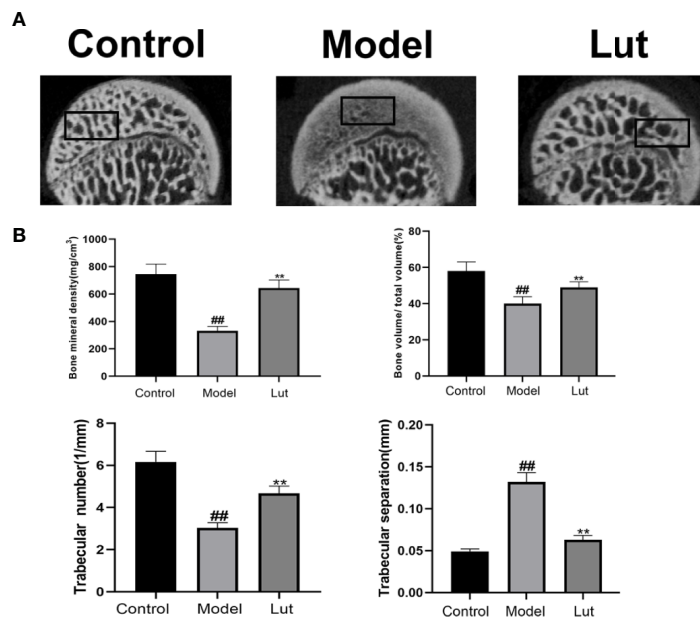 A
Control Model Lut
B
Bone mineral density(mg/cm³)
1000
800
600
400
200
0
##
**
Control Model Lut
Bone volume/ total volume(%)
80
60
40
20
0
##
**
Control Model Lut
Trabecular number(1/mm)
8
6
4
2
0
##
**
Control Model Lut
Trabecular separation(mm)
0.20
0.15
0.10
0.05
0.00
##
**
Control Model Lut